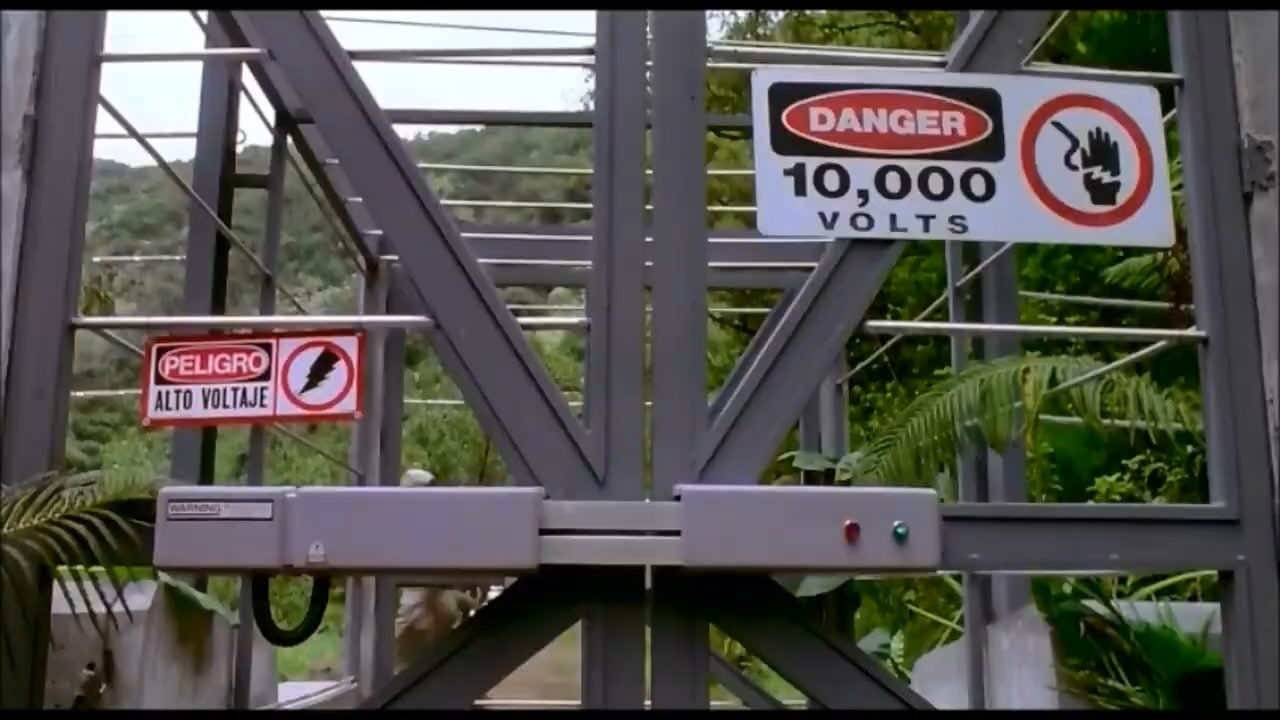 DANGER
10,000
VOLTS
PELIGRO
ALTO VOLTAJE
WARNING